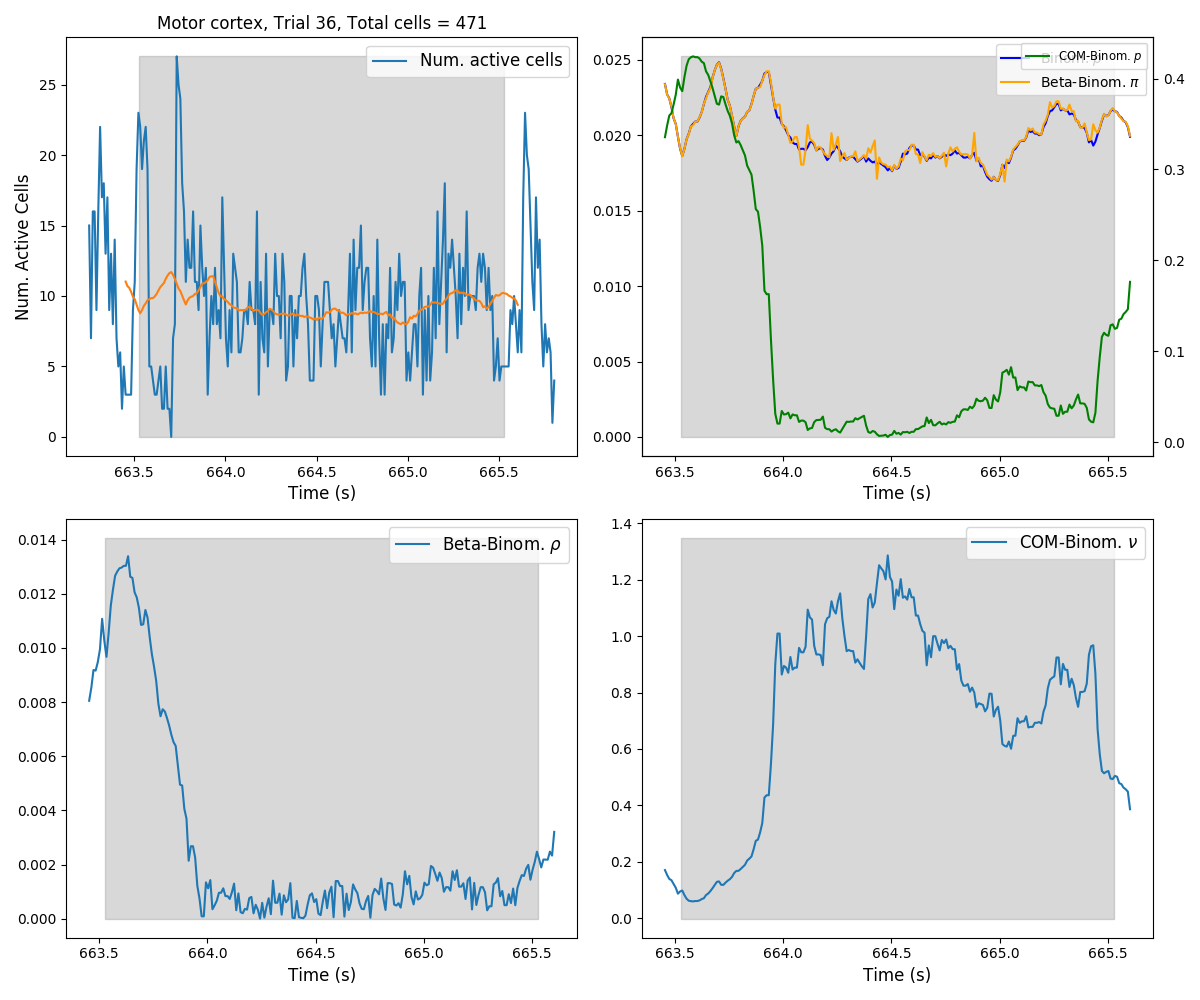 Motor cortex, Trial 36, Total cells = 471
Num. active cells
Num. Active Cells
25
20
15
10
5
0
663.5 664.0 664.5 665.0 665.5
Time (s)
COM-Binom. p
Beta-Binom. π
0.025
0.020
0.015
0.010
0.005
0.000
0.4
0.3
0.2
0.1
0.0
663.5 664.0 664.5 665.0 665.5
Time (s)
Beta-Binom. ρ
0.014
0.012
0.010
0.008
0.006
0.004
0.002
0.000
663.5 664.0 664.5 665.0 665.5
Time (s)
COM-Binom. ν
1.4
1.2
1.0
0.8
0.6
0.4
0.2
0.0
663.5 664.0 664.5 665.0 665.5
Time (s)